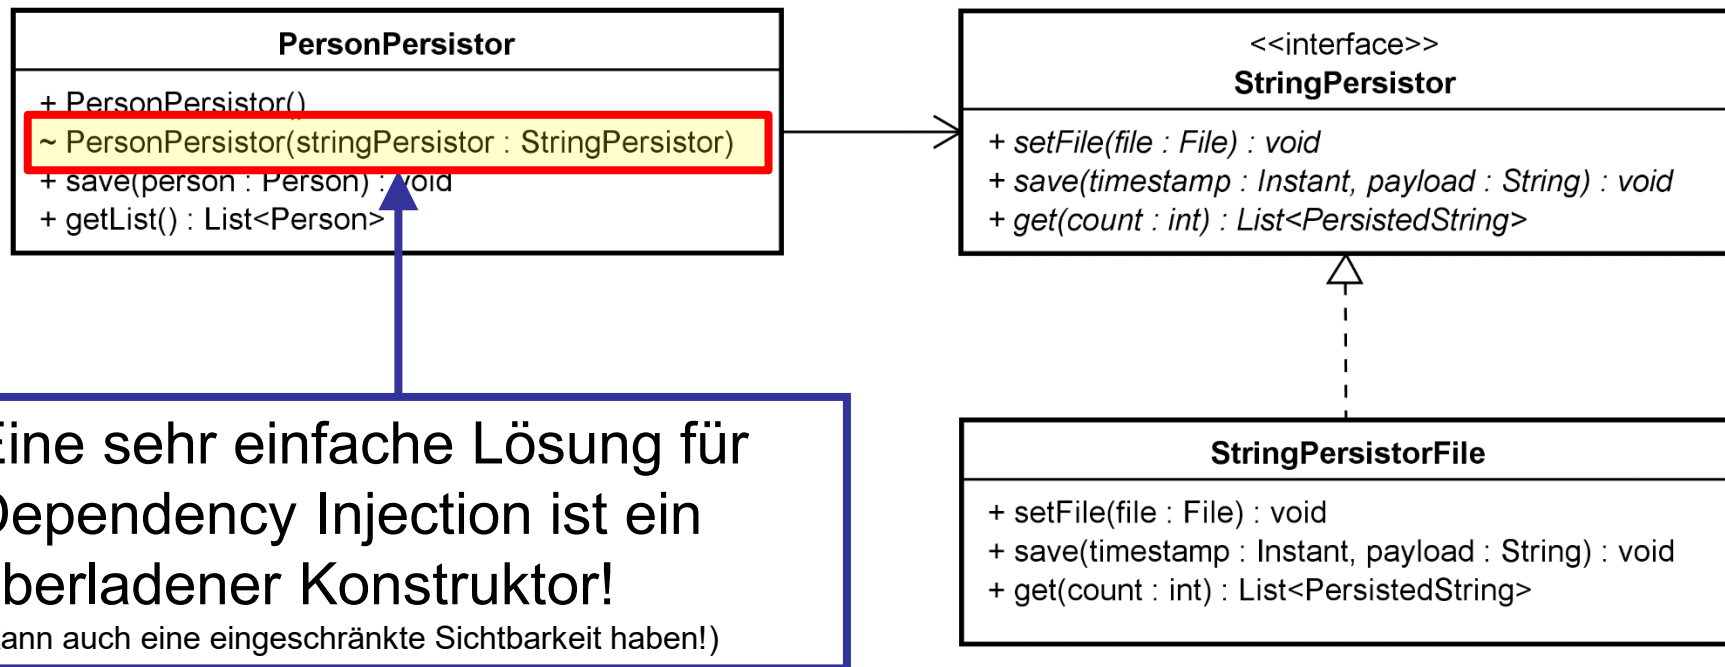 PersonPersistor
+ PersonPersistor()
~ PersonPersistor(stringPersistor : StringPersistor)
+ save(person : Person) : void
+ getList() : List<Person>
<<interface>>
StringPersistor
+ setFile(file : File) : void
+ save(timestamp : Instant, payload : String) : void
+ get(count : int) : List<PersistedString>
Eine sehr einfache Lösung für
Dependency Injection ist ein
berladener Konstruktor!
ann auch eine eingeschränkte Sichtbarkeit haben!)
StringPersistorFile
+ setFile(file : File) : void
+ save(timestamp : Instant, payload : String) : void
+ get(count : int) : List<PersistedString>